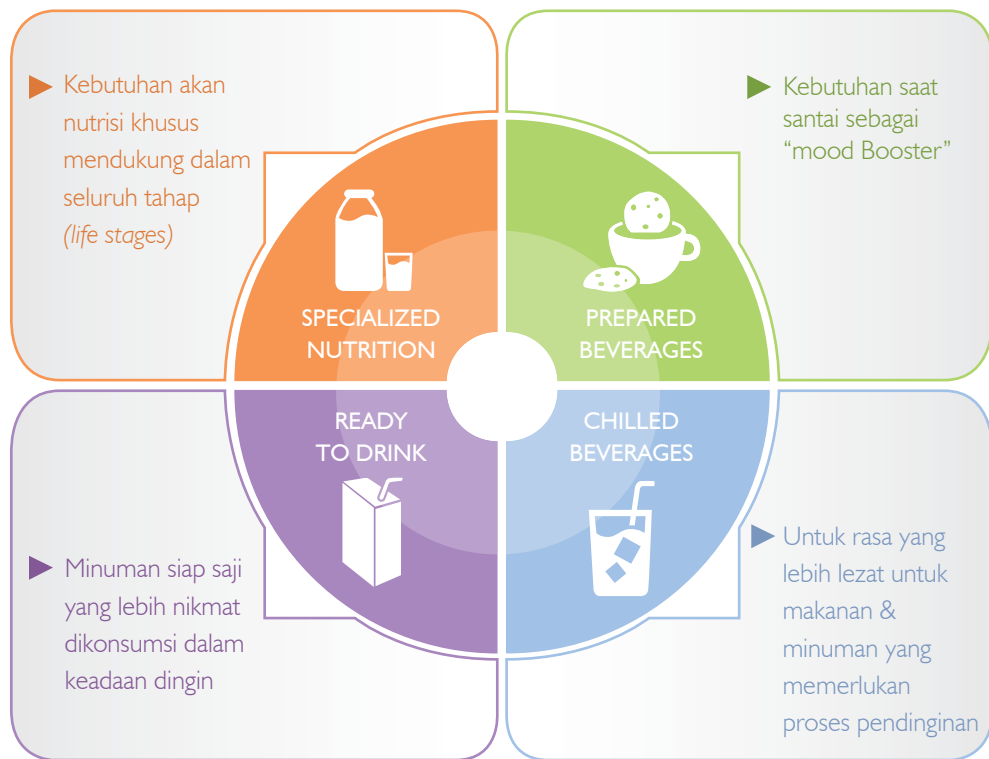 Kebutuhan akan
nutrisi khusus
mendukung dalam
seluruh tahap
(life stages)
Kebutuhan saat
santai sebagai
“mood Booster”
SPECIALIZED
NUTRITION
PREPARED
BEVERAGES
READY
TO DRINK
CHILLED
BEVERAGES
Minuman siap saji
yang lebih nikmat
dikonsumsi dalam
keadaan dingin
Untuk rasa yang
lebih lezat untuk
makanan &
minuman yang
memerlukan
proses pendinginan